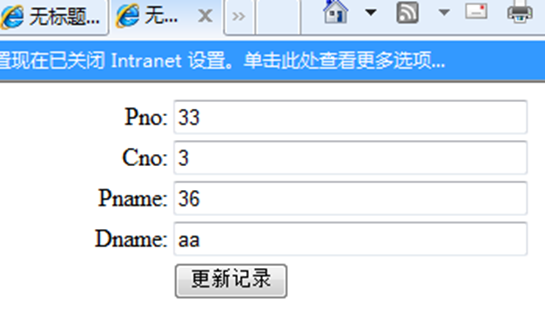 无标题...
无...
置现在已关闭 Intranet 设置。单击此处查看更多选项...
Pno: 33
Cno: 3
Pname: 36
Dname: aa
更新记录